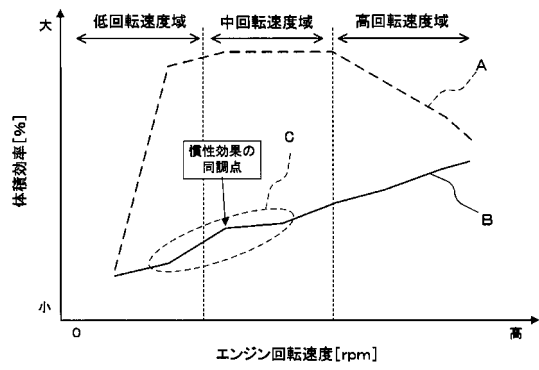 大
低回転速度域
中回転速度域
高回転速度域
A
体積効率[%]
慣性効果の
同調点
C
B
小
0
高
エンジン回転速度[rpm]